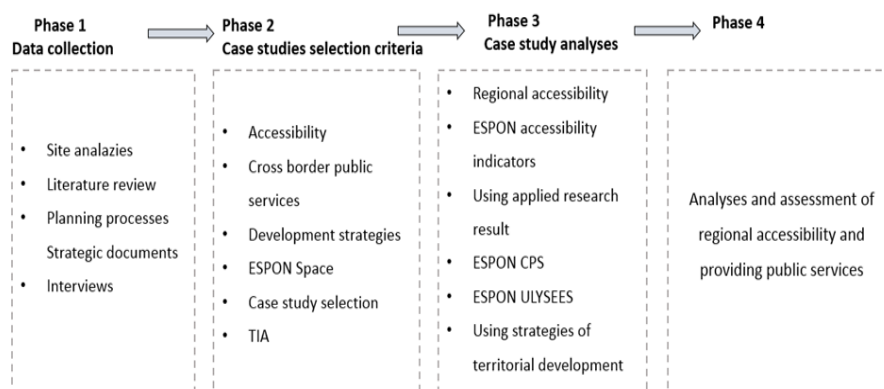 Phase 1
Data collection
• Site analazies
• Literature review
• Planning processes
Strategic documents
• Interviews
Phase 2
Case studies selection criteria
• Accessibility
• Cross border public
services
• Development strategies
• ESPON Space
• Case study selection
• TIA
Phase 3
Case study analyses
• Regional accessibility
• ESPON accessibility
indicators
• Using applied research
result
• ESPON CPS
• ESPON ULYSEES
• Using strategies of
territorial development
Phase 4
Analyses and assessment of
regional accessibility and
providing public services